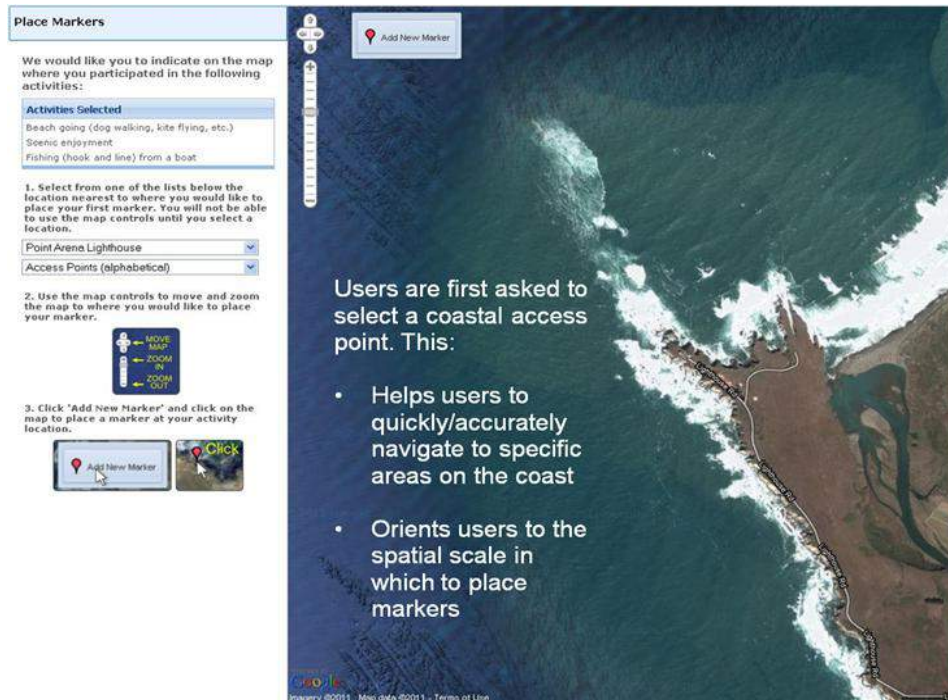 Place Markers
We would like you to indicate on the map
where you participated in the following
activities:
Activities Selected
Beach going (dog walking, kite flying, etc.)
Scenic enjoyment
Fishing (hook and line) from a boat
1. Select from one of the lists below the
location nearest to where you would like to
place your first marker. You will not be able
to use the map controls until you select a
location.
Point Arena Lighthouse
Access Points (alphabetical)
2. Use the map controls to move and zoom
the map to where you would like to place
your marker.
MOVE
MAP
ZOOM
IN
ZOOM
OUT
3. Click 'Add New Marker' and click on the
map to place a marker at your activity
location.
Add New Marker
Click
Add New Marker
Users are first asked to
select a coastal access
point. This:
• Helps users to
quickly/accurately
navigate to specific
areas on the coast
• Orients users to the
spatial scale in
which to place
markers
Lighthouse Rd
Lighthouse Rd
Lighthouse Rd
Lighthouse Rd
Google
Imagery ©2011 - Map data ©2011 - Terms of Use